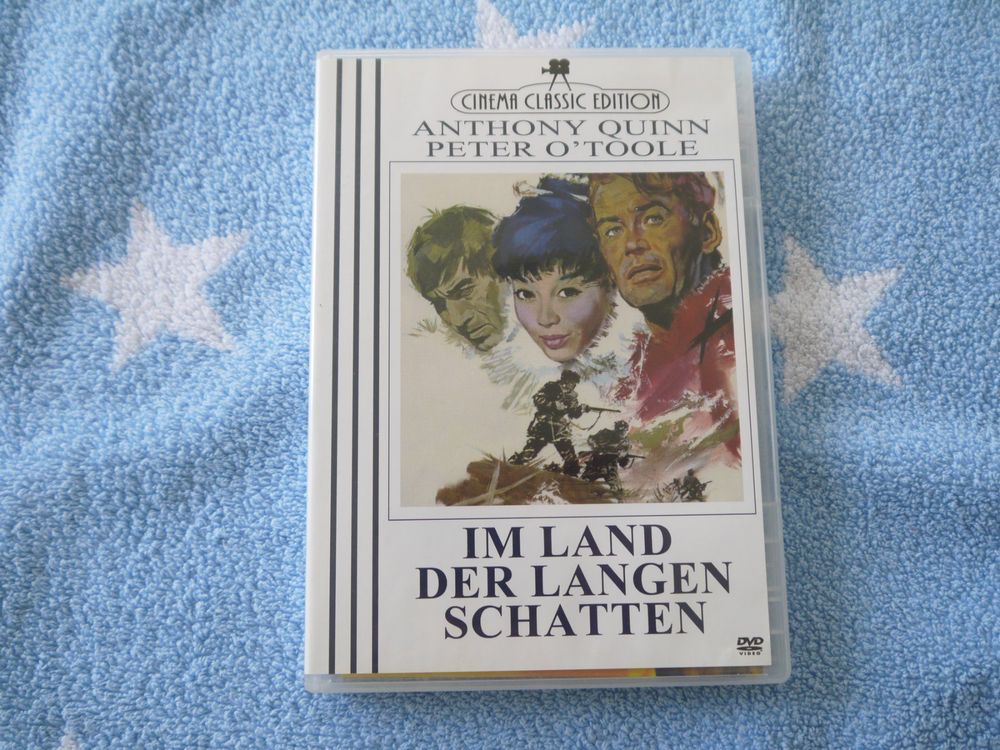 CINEMA CLASSIC EDITION
ANTHONY QUINN
PETER O'TOOLE
IM LAND
DER LANGEN
SCHATTEN
DVD
VIDEO